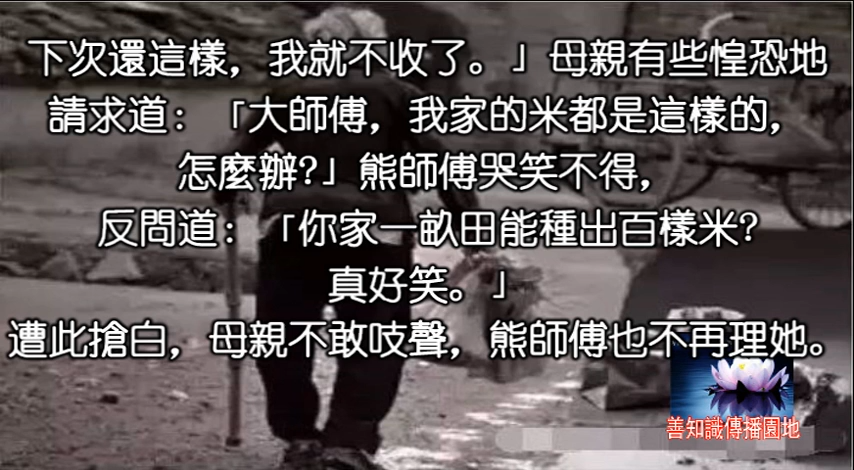 下次還這樣，我就不收了。」母親有些惶恐地
請求道：「大師傅，我家的米都是這樣的，
怎麼辦?」熊師傅哭笑不得，
反問道：「你家一畝田能種出百樣米?
真好笑。」
遭此搶白，母親不敢吱聲，熊師傅也不再理她。
善知識傳播園地